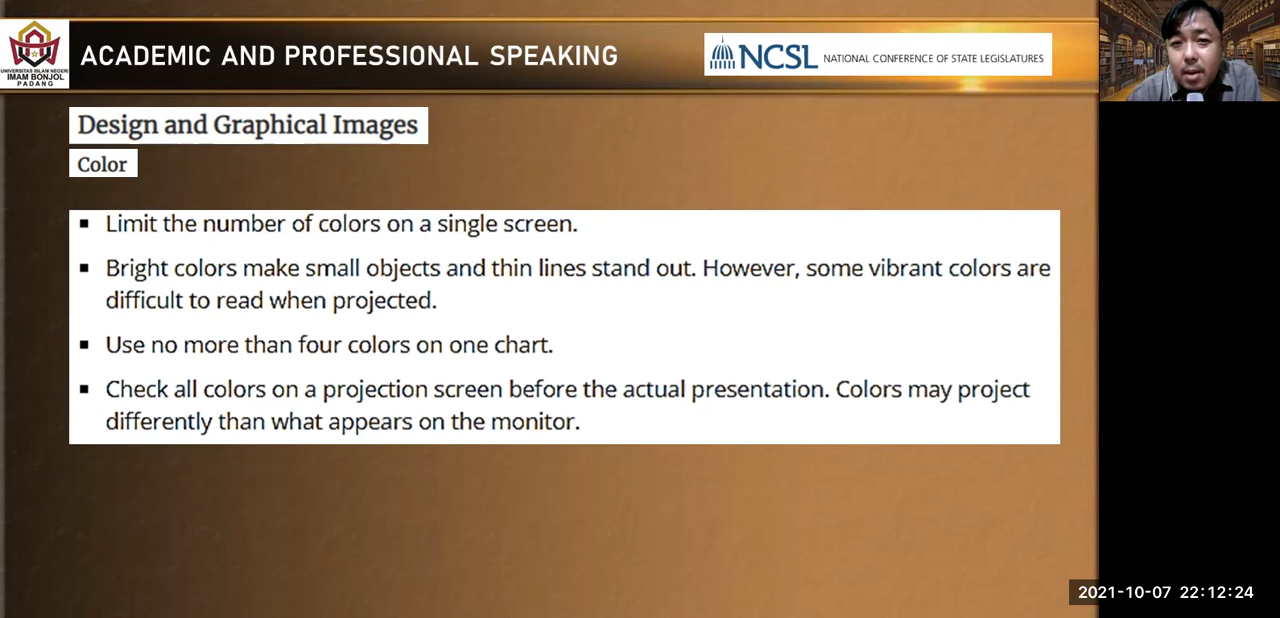 UNIVERSITAS ISLAM NEGERI
IMAM BONJOL
PADANG
ACADEMIC AND PROFESSIONAL SPEAKING
NCSL NATIONAL CONFERENCE OF STATE LEGISLATURES
Design and Graphical Images
Color
▪ Limit the number of colors on a single screen.
▪ Bright colors make small objects and thin lines stand out. However, some vibrant colors are
difficult to read when projected.
▪ Use no more than four colors on one chart.
▪ Check all colors on a projection screen before the actual presentation. Colors may project
differently than what appears on the monitor.
2021-10-07 22:12:24